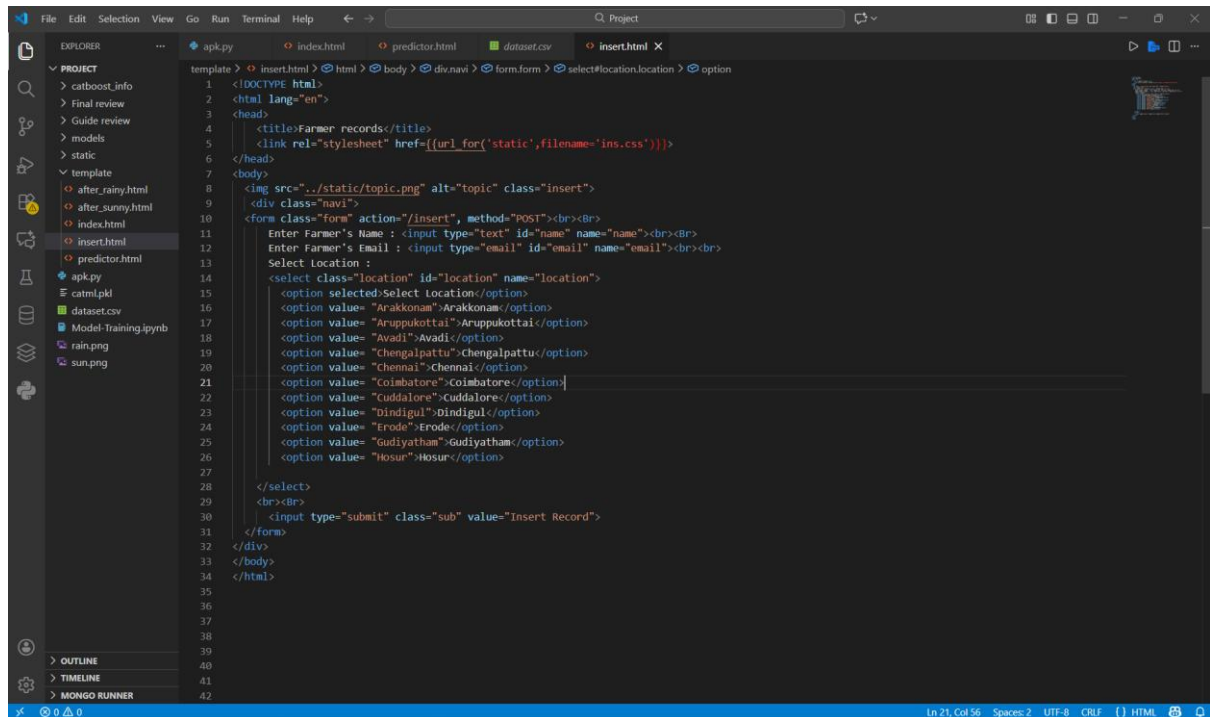 File Edit Selection View Go Run Terminal Help
Project
EXPLORER
apk.py index.html predictor.html dataset.csv insert.html
PROJECT
catboost_info
Final review
Guide review
models
static
template
after_rainy.html
after_sunny.html
index.html
insert.html
predictor.html
apk.py
catml.pkl
dataset.csv
Model-Training.ipynb
rain.png
sun.png
OUTLINE
TIMELINE
MONGO RUNNER
template > insert.html > html > body > div.navi > form.form > select#location.location > option
1 <!DOCTYPE html>
2 <html lang="en">
3 <head>
4 <title>Farmer records</title>
5 <link rel="stylesheet" href={{url_for('static',filename='ins.css')}}>
6 </head>
7 <body>
8 <img src="../static/topic.png" alt="topic" class="insert">
9 <div class="navi">
10 <form class="form" action="/insert", method="POST"><br><Br>
11 Enter Farmer's Name : <input type="text" id="name" name="name"><br><Br>
12 Enter Farmer's Email : <input type="email" id="email" name="email"><br><br>
13 Select Location :
14 <select class="location" id="location" name="location">
15 <option selected>Select Location</option>
16 <option value= "Arakkonam">Arakkonam</option>
17 <option value= "Aruppukottai">Aruppukottai</option>
18 <option value= "Avadi">Avadi</option>
19 <option value= "Chengalpattu">Chengalpattu</option>
20 <option value= "Chennai">Chennai</option>
21 <option value= "Coimbatore">Coimbatore</option>
22 <option value= "Cuddalore">Cuddalore</option>
23 <option value= "Dindigul">Dindigul</option>
24 <option value= "Erode">Erode</option>
25 <option value= "Gudiyatham">Gudiyatham</option>
26 <option value= "Hosur">Hosur</option>
27
28 </select>
29 <br><Br>
30 <input type="submit" class="sub" value="Insert Record">
31 </form>
32 </div>
33 </body>
34 </html>
35
36
37
38
39
40
41
42
0 0 Ln 21, Col 56 Spaces: 2 UTF-8 CRLF {} HTML